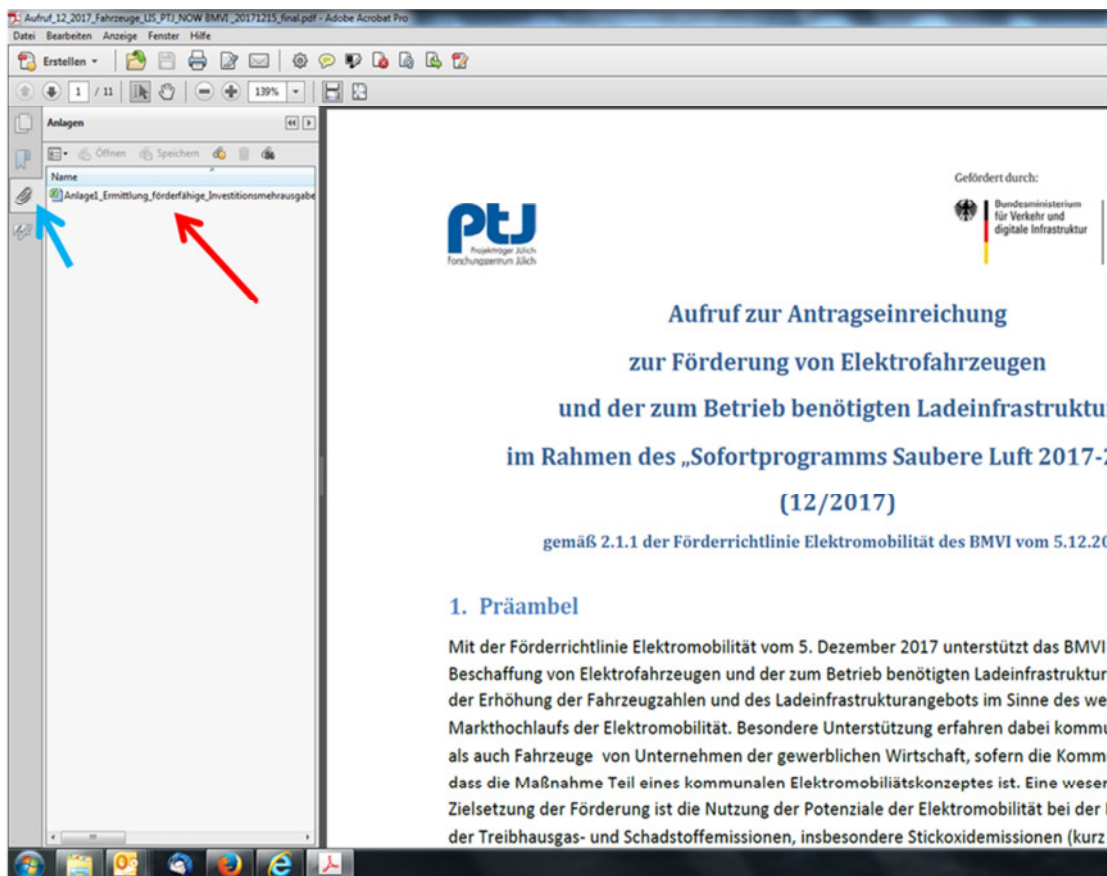 Aufruf_12_2017_Fahrzeuge_LIS_PTJ_NOW BMVI _20171215_final.pdf - Adobe Acrobat Pro
Datei Bearbeiten Anzeige Fenster Hilfe
Erstellen
1 / 11 139%
Anlagen
Öffnen Speichern
Name
Anlage1_Ermittlung_förderfähige_Investitionsmehrausgabe
Gefördert durch:
Bundesministerium
für Verkehr und
digitale Infrastruktur
ptJ
Projektträger Jülich
Forschungszentrum Jülich
Aufruf zur Antragseinreichung
zur Förderung von Elektrofahrzeugen
und der zum Betrieb benötigten Ladeinfrastruktu
im Rahmen des „Sofortprogramms Saubere Luft 2017-2
(12/2017)
gemäß 2.1.1 der Förderrichtlinie Elektromobilität des BMVI vom 5.12.20
1. Präambel
Mit der Förderrichtlinie Elektromobilität vom 5. Dezember 2017 unterstützt das BMVI
Beschaffung von Elektrofahrzeugen und der zum Betrieb benötigten Ladeinfrastruktur
der Erhöhung der Fahrzeugzahlen und des Ladeinfrastrukturangebots im Sinne des we
Markthochlaufs der Elektromobilität. Besondere Unterstützung erfahren dabei kommu
als auch Fahrzeuge von Unternehmen der gewerblichen Wirtschaft, sofern die Komm
dass die Maßnahme Teil eines kommunalen Elektromobiliätskonzeptes ist. Eine weser
Zielsetzung der Förderung ist die Nutzung der Potenziale der Elektromobilität bei der
der Treibhausgas- und Schadstoffemissionen, insbesondere Stickoxidemissionen (kurz